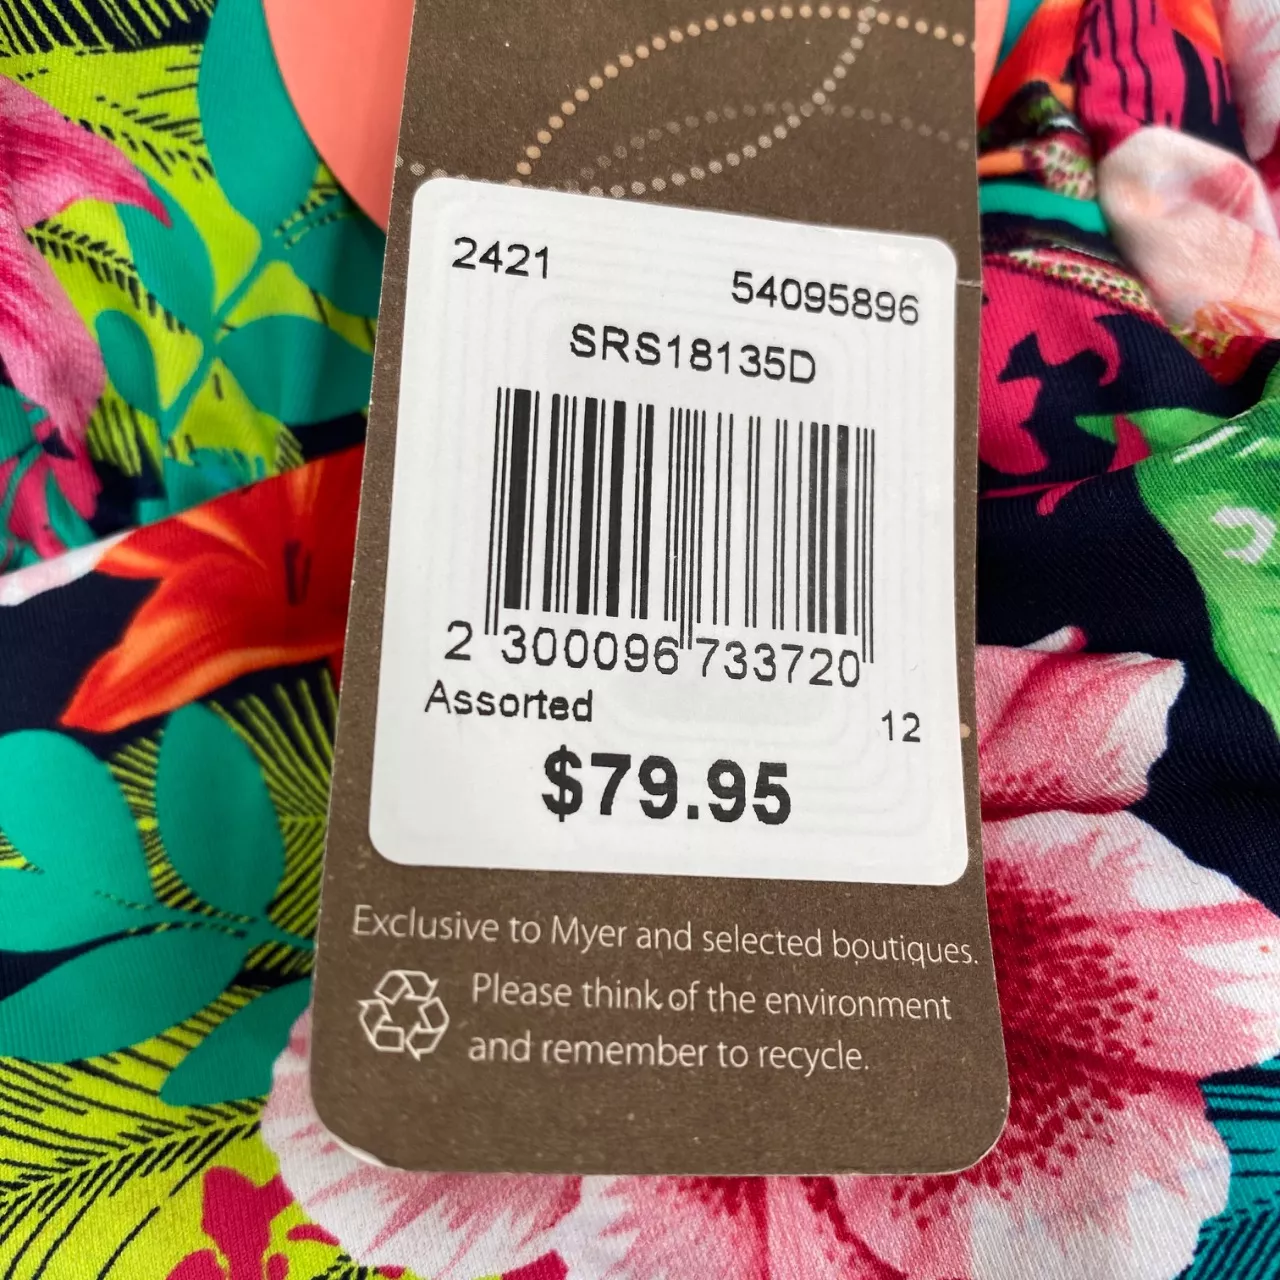 2421
54095896
SRS18135D
2 300096 733720
Assorted
12
$79.95
Exclusive to Myer and selected boutiques.
Please think of the environment
and remember to recycle.